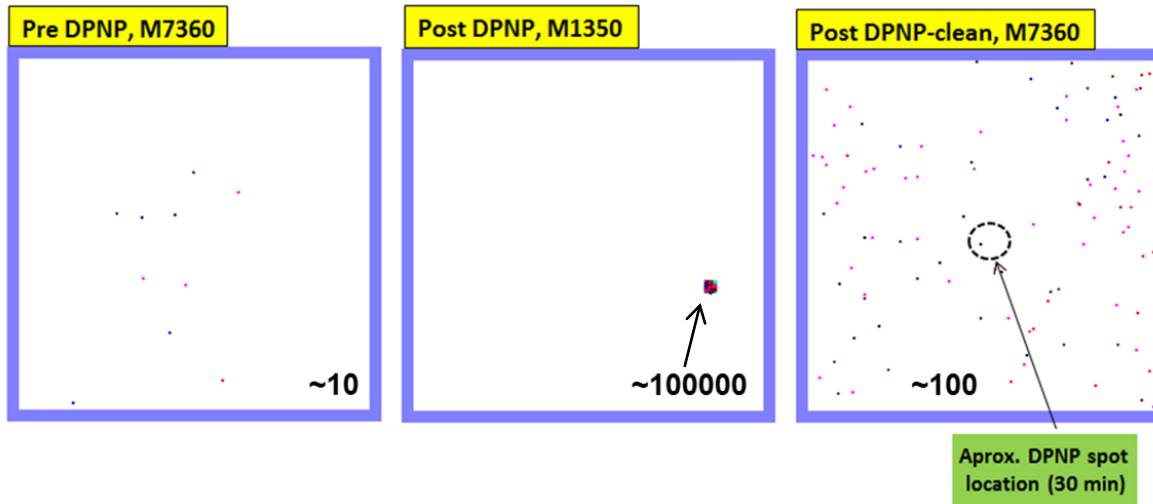 Pre DPNP, M7360
Post DPNP, M1350
Post DPNP-clean, M7360
~10
~100000
~100
Aprox. DPNP spot
location (30 min)